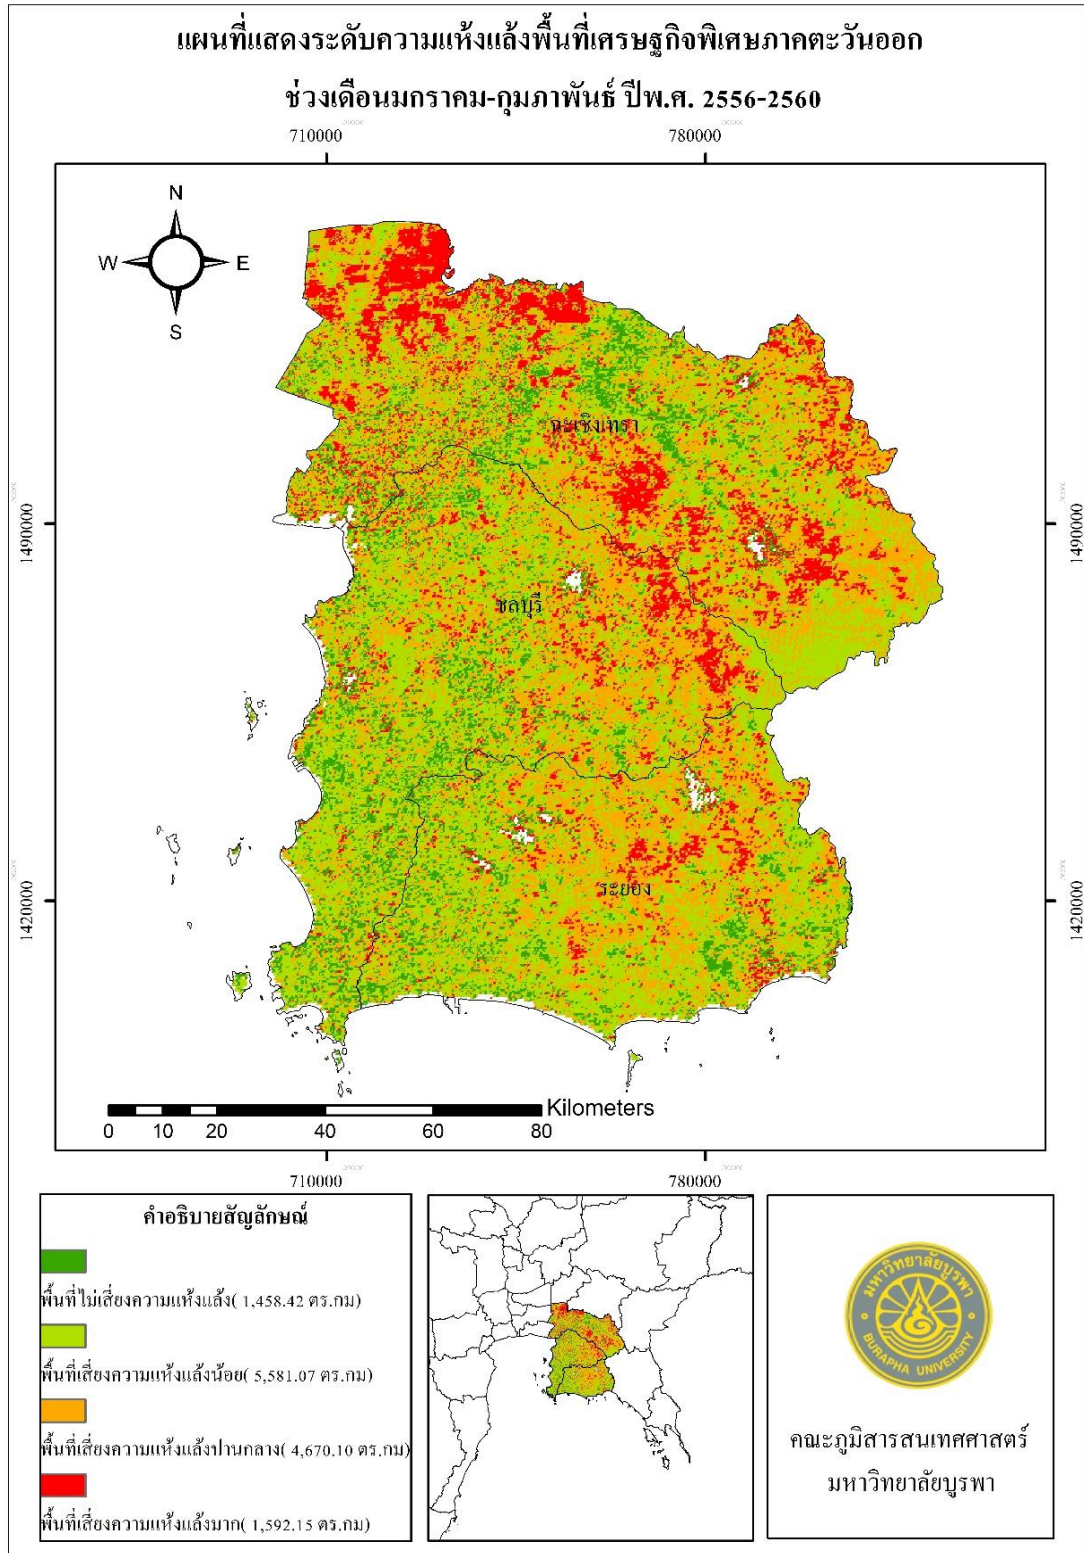 แผนที่แสดงระดับความแห้งแล้งพื้นที่เศรษฐกิจพิเศษภาคตะวันออก
ช่วงเดือนมกราคม-กุมภาพันธ์ ปีพ.ศ. 2556-2560
710000
780000
N
W
E
S
ฉะเชิงเทรา
1490000
1490000
ชลบุรี
ระยอง
1420000
1420000
Kilometers
0 10 20 40 60 80
710000
780000
คำอธิบายสัญลักษณ์
พื้นที่ไม่เสี่ยงความแห้งแล้ง( 1,458.42 ตร.กม)
พื้นที่เสี่ยงความแห้งแล้งน้อย( 5,581.07 ตร.กม)
พื้นที่เสี่ยงความแห้งแล้งปานกลาง( 4,670.10 ตร.กม)
พื้นที่เสี่ยงความแห้งแล้งมาก( 1,592.15 ตร.กม)
มหาวิทยาลัยบูรพา
BURAPHA UNIVERSITY
คณะภูมิสารสนเทศศาสตร์
มหาวิทยาลัยบูรพา